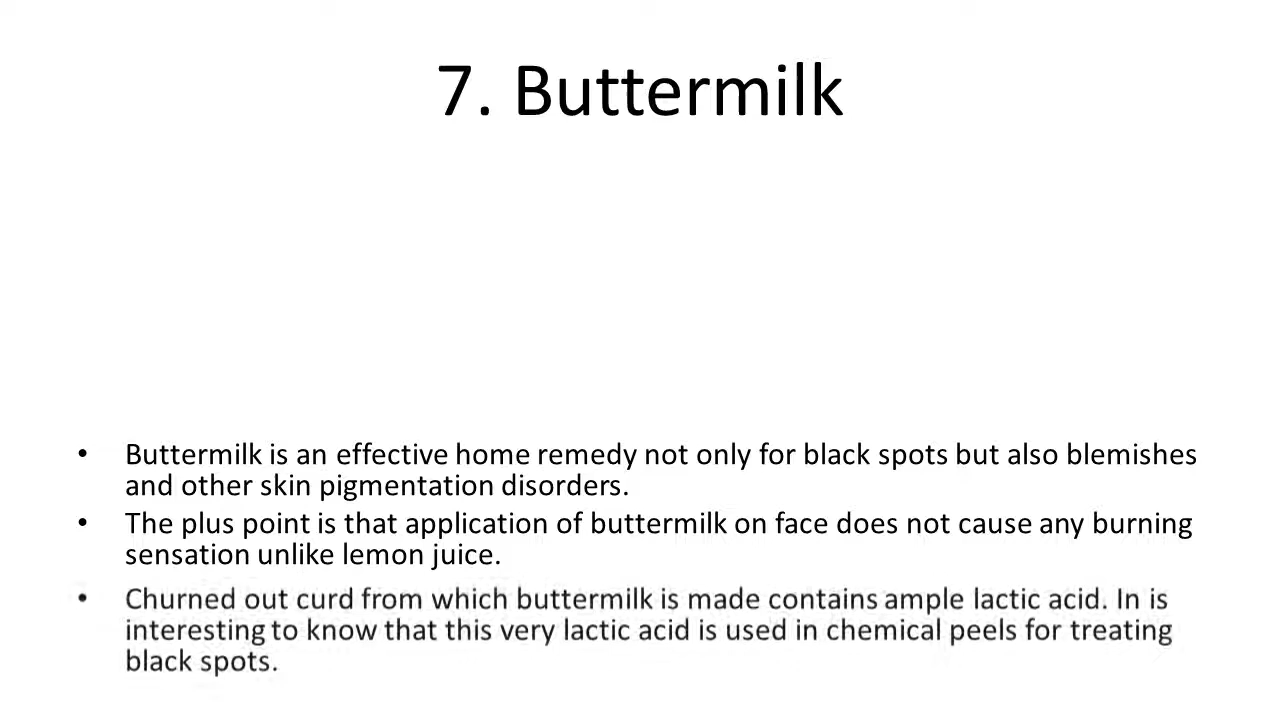 7. Buttermilk
• Buttermilk is an effective home remedy not only for black spots but also blemishes
and other skin pigmentation disorders.
• The plus point is that application of buttermilk on face does not cause any burning
sensation unlike lemon juice.
• Churned out curd from which buttermilk is made contains ample lactic acid. In is
interesting to know that this very lactic acid is used in chemical peels for treating
black spots.